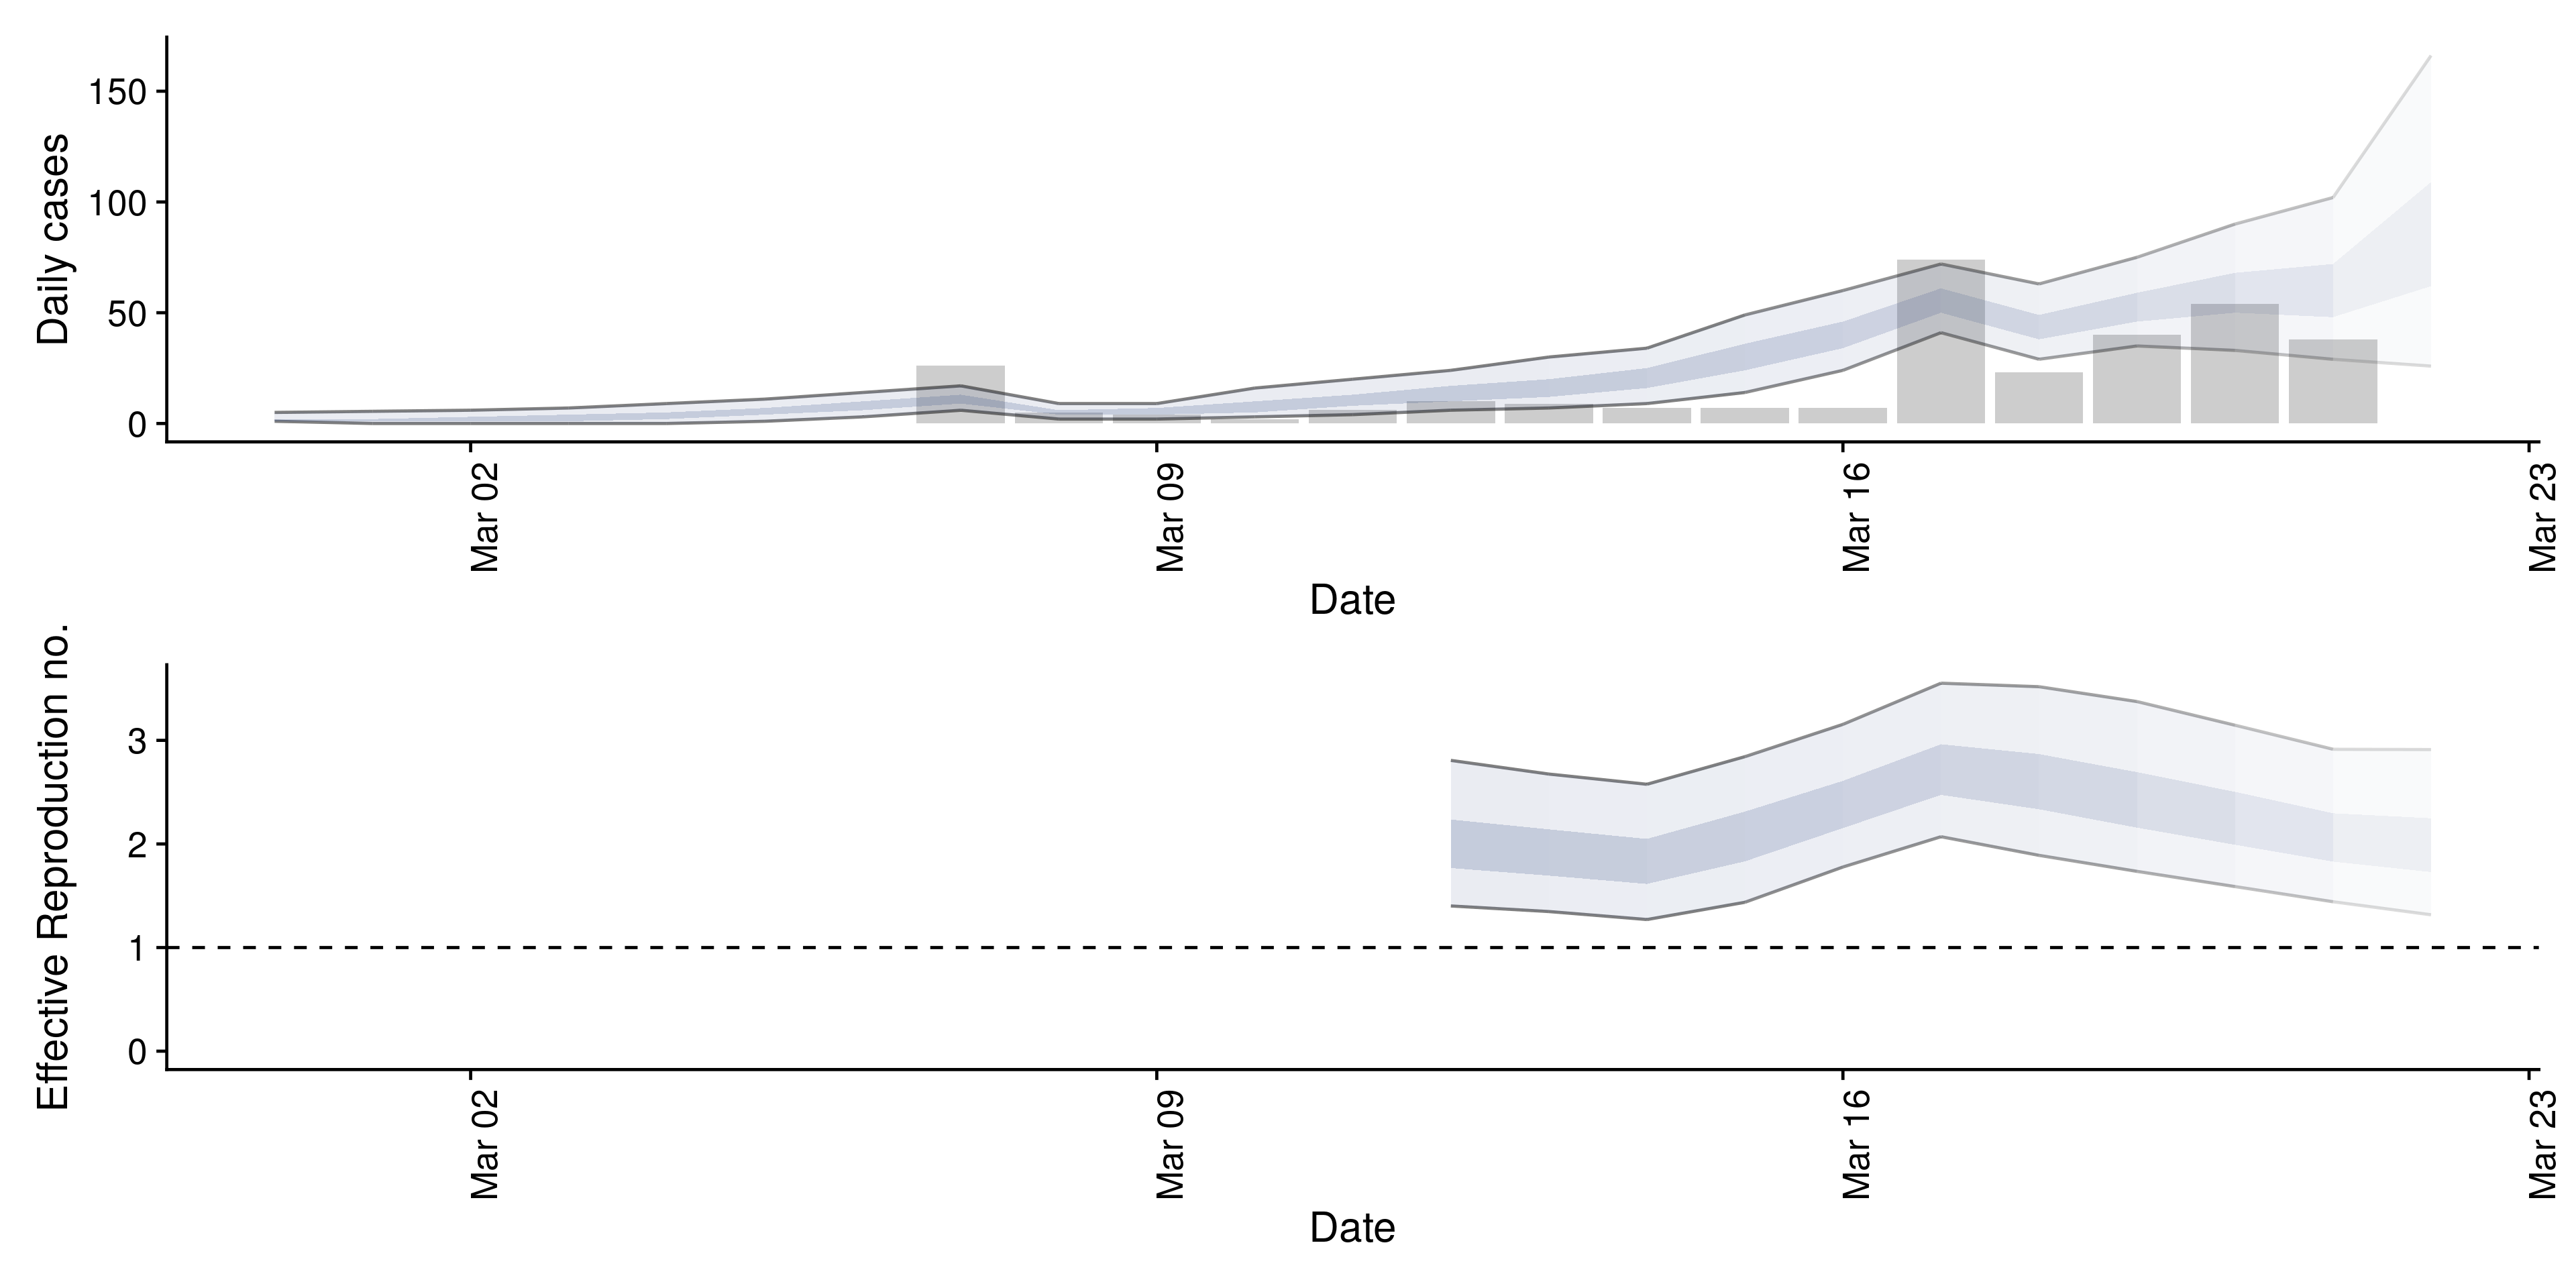 Daily cases
150
100
50
0
Mar 02
Mar 09
Mar 16
Mar 23
Date
Effective Reproduction no.
3
2
1
0
Mar 02
Mar 09
Mar 16
Mar 23
Date